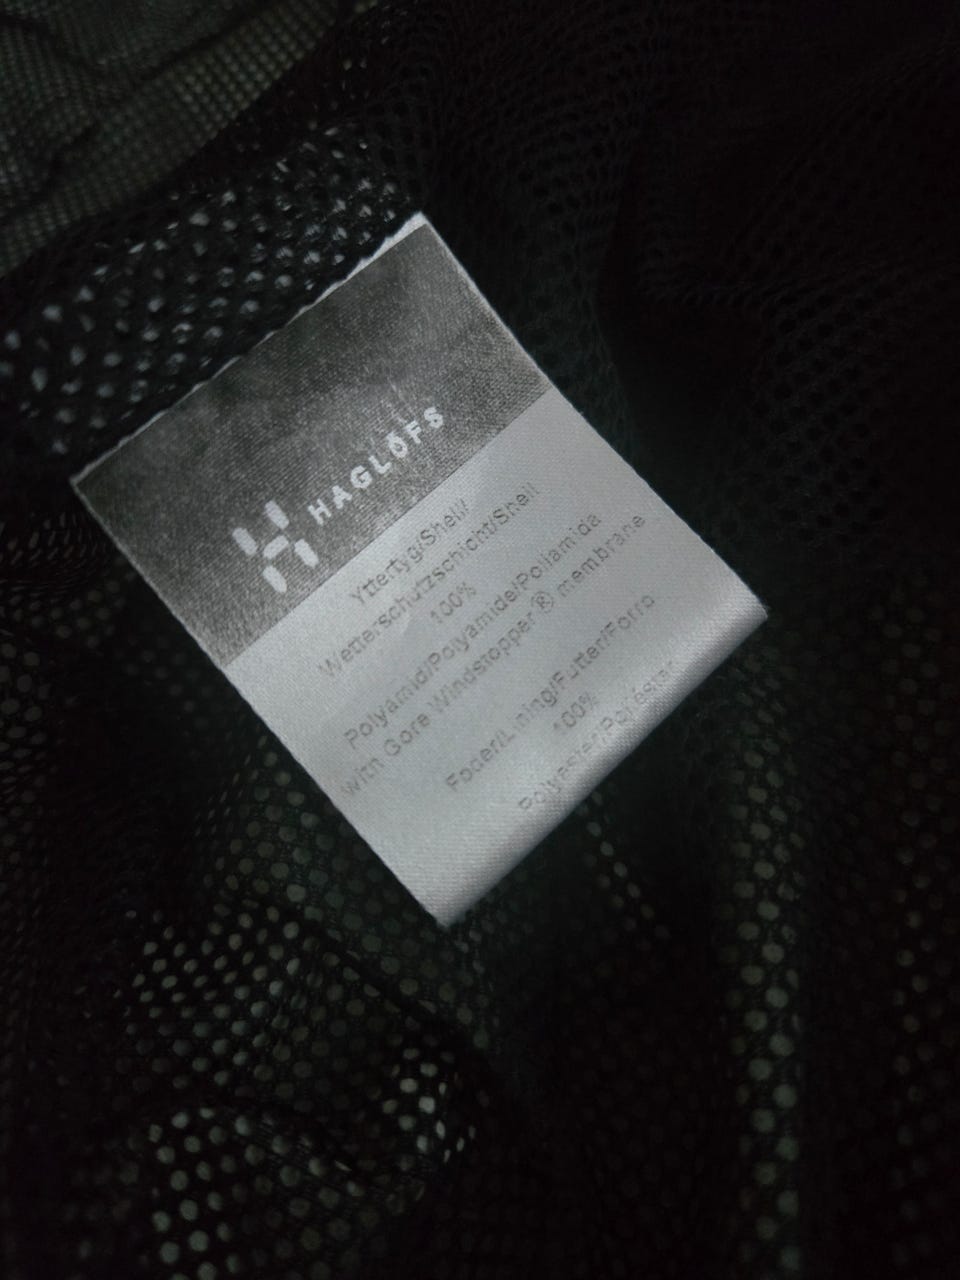 HAGLÖFS
Yttertyg/Shell/
Wetterschutzschicht/Shell
100%
Polyamid/Polyamide/Poliamida
with Gore Windstopper® membrane
Foder/Lining/Futter/Forro
100%
Polyester/Poliéster